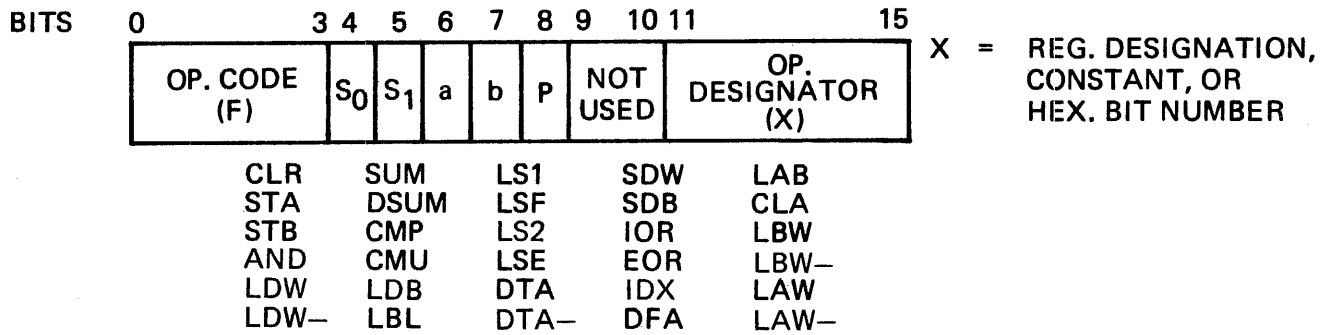 BITS 0 3 4 5 6 7 8 9 10 11 15
OP. CODE (F) S0 S1 a b P NOT USED OP. DESIGNATOR (X)
X = REG. DESIGNATION,
CONSTANT, OR
HEX. BIT NUMBER
CLR SUM LS1 SDW LAB
STA DSUM LSF SDB CLA
STB CMP LS2 IOR LBW
AND CMU LSE EOR LBW–
LDW LDB DTA IDX LAW
LDW– LBL DTA– DFA LAW–